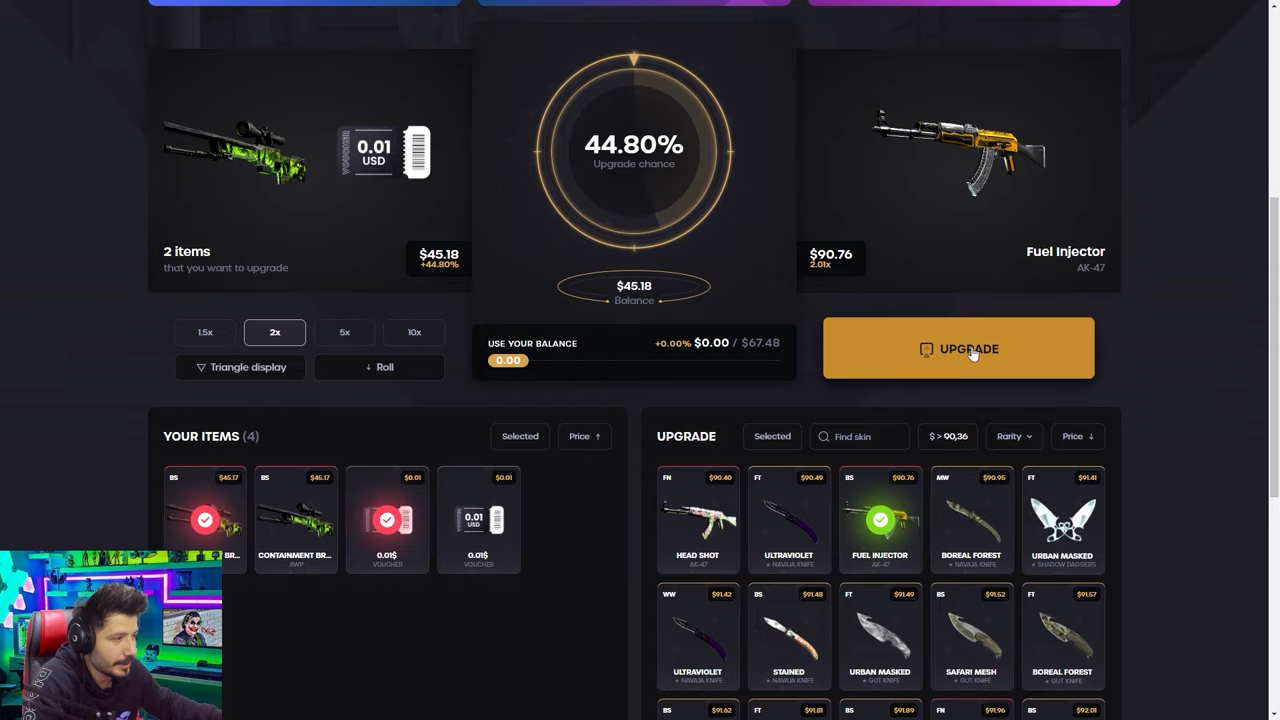 0.01
USD
44.80%
Upgrade chance
2 items
that you want to upgrade
$45.18
+44.80%
$90.76
2.01x
Fuel Injector
AK-47
$45.18
Balance
1.5x
2x
5x
10x
Triangle display
Roll
USE YOUR BALANCE
+0.00% $0.00 / $67.48
0.00
UPGRADE
YOUR ITEMS (4)
Selected
Price
UPGRADE
Selected
Find skin
$ > 90,36
Rarity
Price
BS $45.17
BR...
BS $45.17
CONTAINMENT BR...
AWP
$0.01
0.01$
VOUCHER
$0.01
0.01
USD
0.01$
VOUCHER
FN $90.40
HEAD SHOT
AK-47
FT $90.49
ULTRAVIOLET
★ NAVAJA KNIFE
BS $90.76
FUEL INJECTOR
AK-47
MW $90.95
BOREAL FOREST
★ NAVAJA KNIFE
FT $91.41
URBAN MASKED
★ SHADOW DAGGERS
WW $91.42
ULTRAVIOLET
★ NAVAJA KNIFE
BS $91.48
STAINED
★ NAVAJA KNIFE
FT $91.49
URBAN MASKED
★ GUT KNIFE
BS $91.52
SAFARI MESH
★ GUT KNIFE
FT $91.57
BOREAL FOREST
★ GUT KNIFE
BS $91.62
FT $91.81
BS $91.89
FN $91.96
BS $92.01